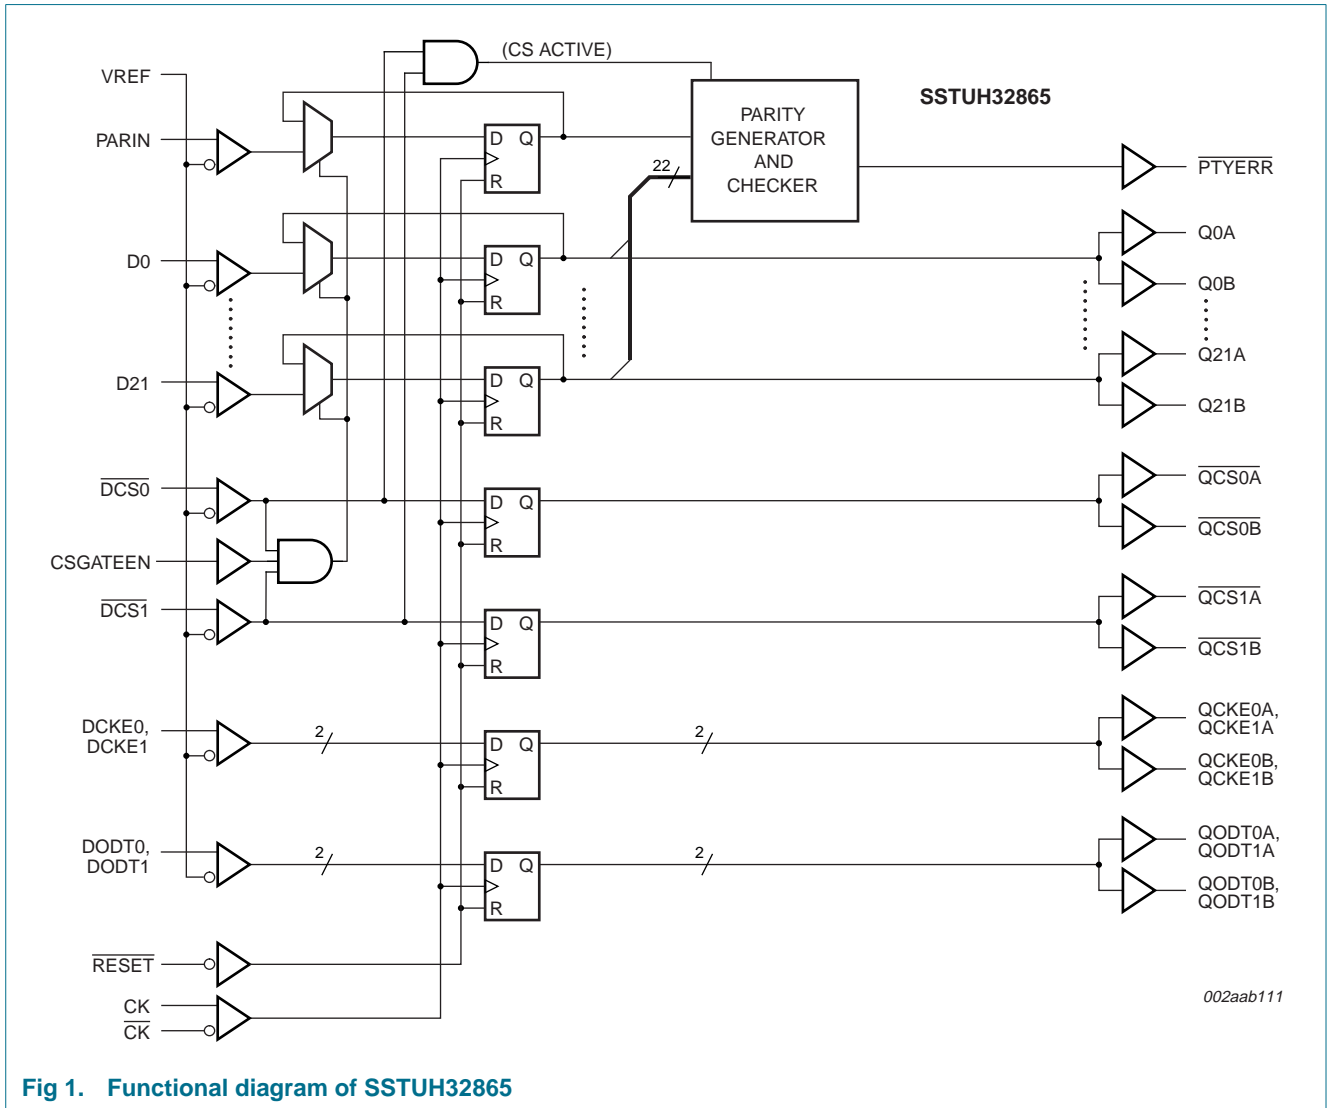 (CS ACTIVE)
VREF
SSTUH32865
PARITY
GENERATOR
AND
CHECKER
PARIN
D Q
R
22
PTYERR
D0
D Q
R
Q0A
Q0B
D21
D Q
R
Q21A
Q21B
DCS0
D Q
R
QCS0A
QCS0B
CSGATEEN
DCS1
D Q
R
QCS1A
QCS1B
DCKE0,
DCKE1
2
D Q
R
2
QCKE0A,
QCKE1A
QCKE0B,
QCKE1B
DODT0,
DODT1
2
D Q
R
2
QODT0A,
QODT1A
QODT0B,
QODT1B
RESET
CK
CK
002aab111
Fig 1. Functional diagram of SSTUH32865